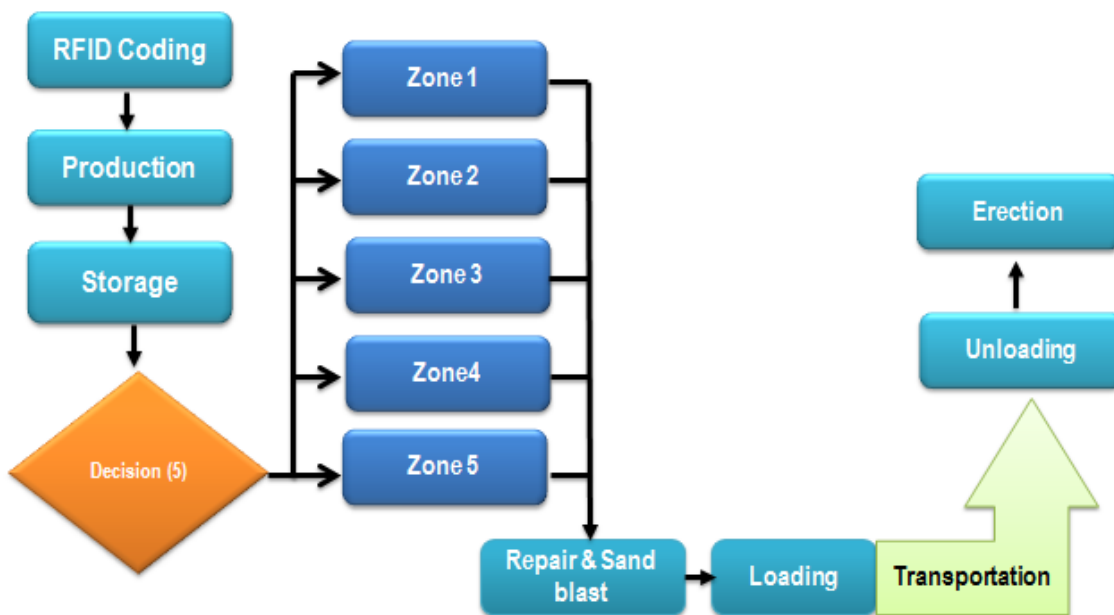 RFID Coding
Production
Storage
Decision (5)
Zone 1
Zone 2
Zone 3
Zone4
Zone 5
Repair & Sand
blast
Loading
Transportation
Unloading
Erection